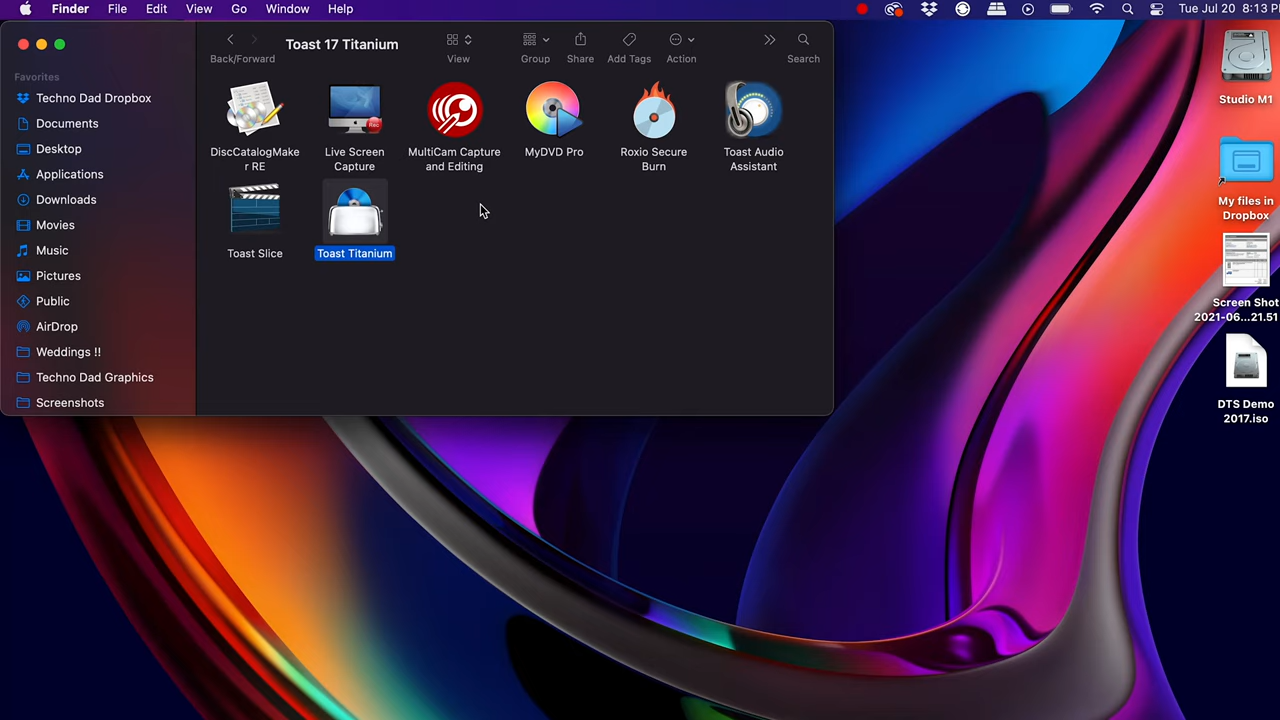 Finder File Edit View Go Window Help
Tue Jul 20 8:13 P
Toast 17 Titanium
Back/Forward
View
Group
Share
Add Tags
Action
Search
Favorites
Techno Dad Dropbox
Documents
Desktop
Applications
Downloads
Movies
Music
Pictures
Public
AirDrop
Weddings !!
Techno Dad Graphics
Screenshots
DiscCatalogMake
r RE
Live Screen
Capture
Rec
MultiCam Capture
and Editing
MyDVD Pro
Roxio Secure
Burn
Toast Audio
Assistant
Toast Slice
Toast Titanium
Studio M1
My files in
Dropbox
Screen Shot
2021-06...21.51
DTS Demo
2017.iso